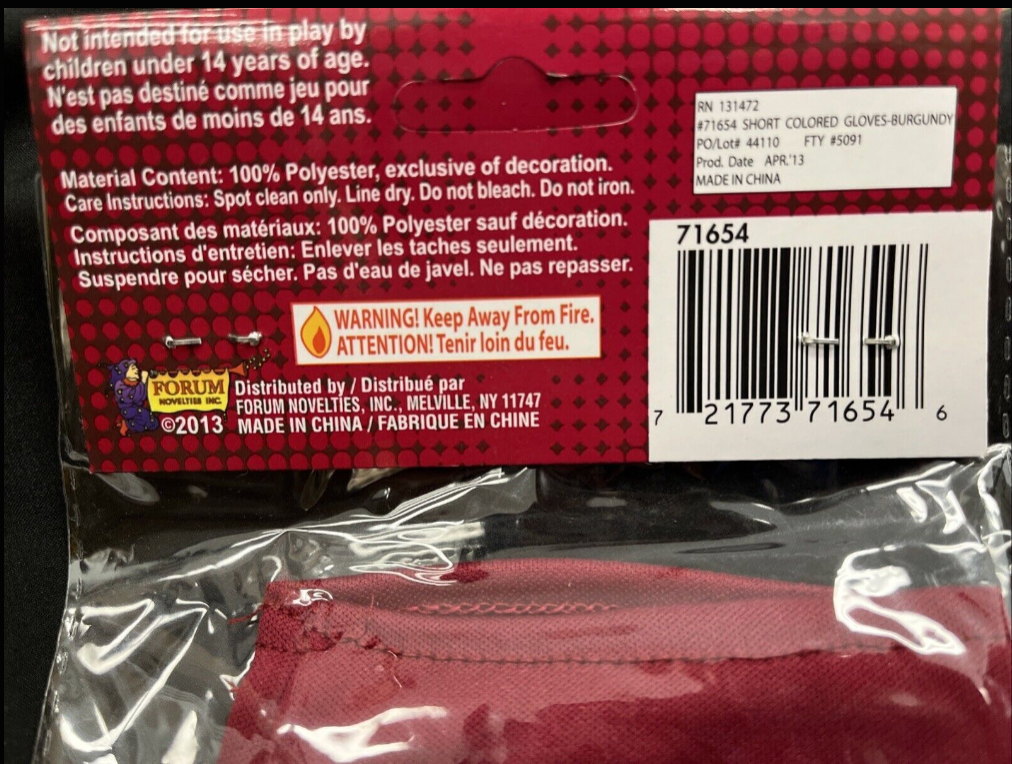 Not intended for use in play by
children under 14 years of age.
N'est pas destiné comme jeu pour
des enfants de moins de 14 ans.
Material Content: 100% Polyester, exclusive of decoration.
Care Instructions: Spot clean only. Line dry. Do not bleach. Do not iron.
Composant des matériaux: 100% Polyester sauf décoration.
Instructions d'entretien: Enlever les taches seulement.
Suspendre pour sécher. Pas d'eau de javel. Ne pas repasser.
WARNING! Keep Away From Fire.
ATTENTION! Tenir loin du feu.
FORUM
NOVELTIES INC.
©2013
Distributed by / Distribué par
FORUM NOVELTIES, INC., MELVILLE, NY 11747
MADE IN CHINA / FABRIQUE EN CHINE
RN 131472
#71654 SHORT COLORED GLOVES-BURGUNDY
PO/Lot# 44110 FTY #5091
Prod. Date APR.'13
MADE IN CHINA
71654
7 21773 71654 6